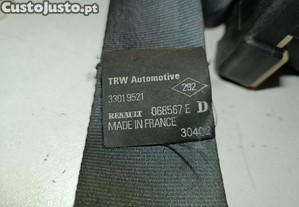 CustoJusto.pt
TRW Automotive
33019521
292
RENAULT 068567 E D
MADE IN FRANCE
30402